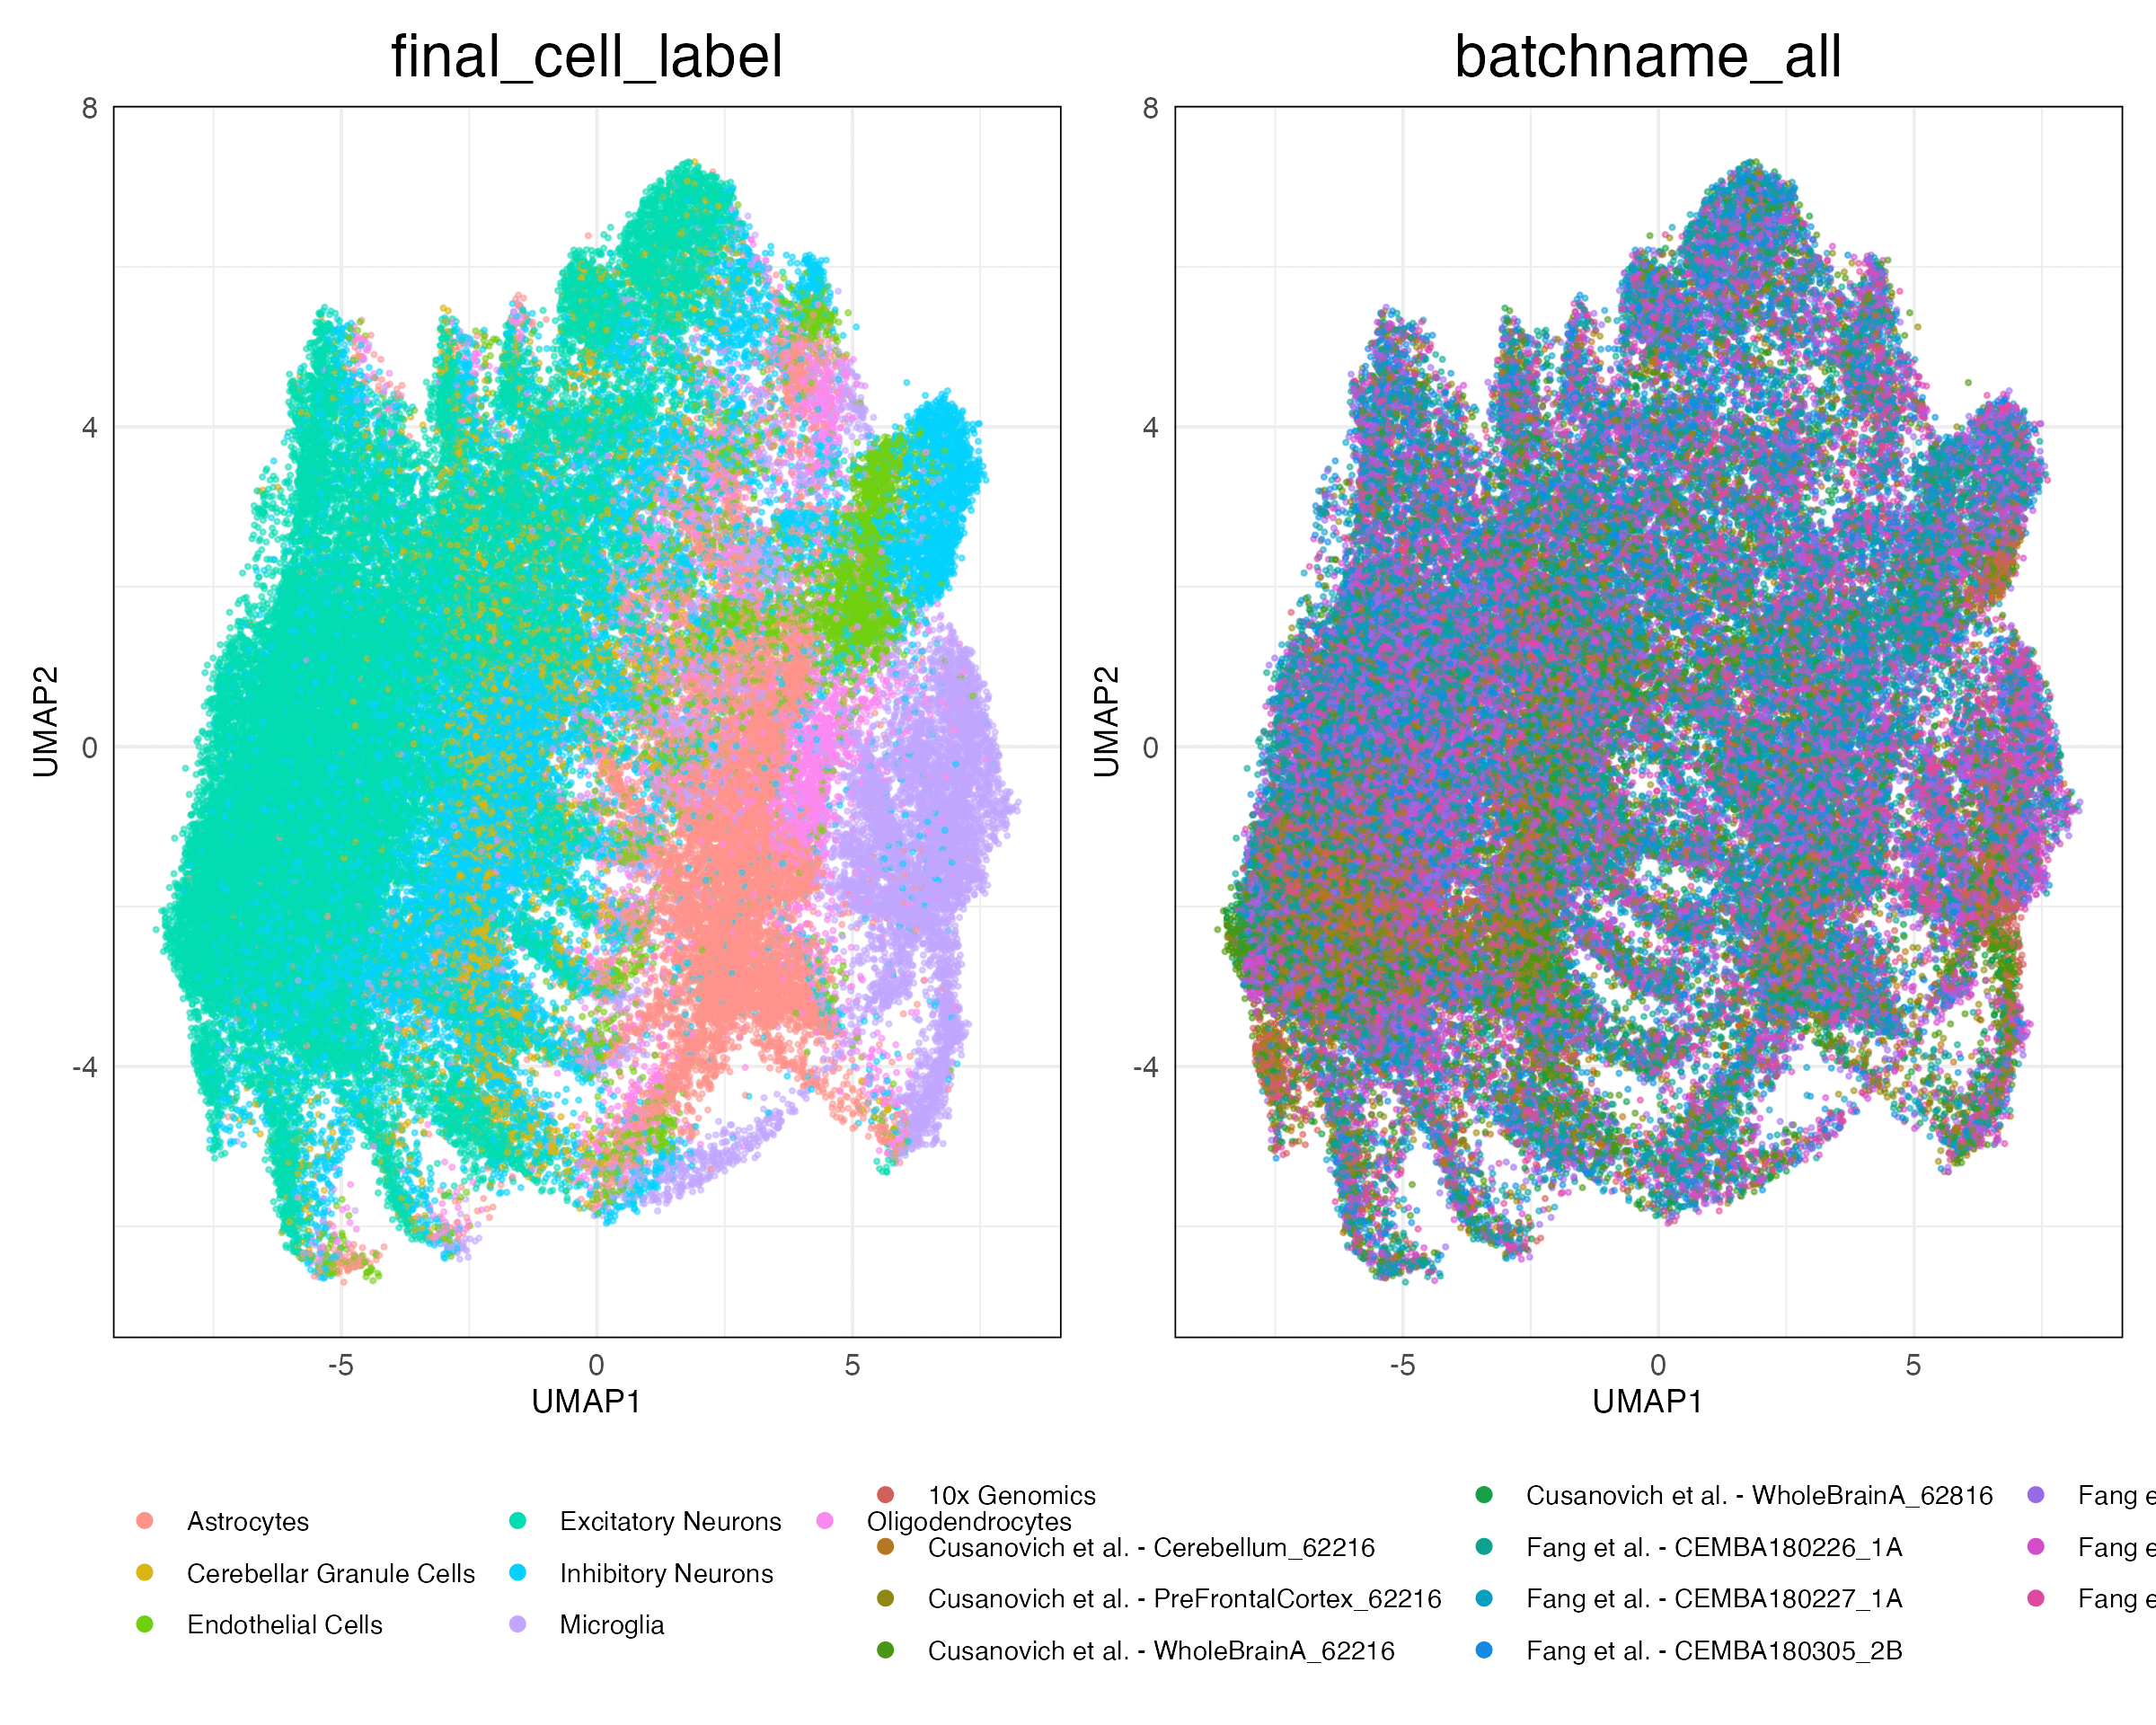 final_cell_label
batchname_all
8
4
0
-4
UMAP2
-5
0
5
UMAP1
8
4
0
-4
UMAP2
-5
0
5
UMAP1
Astrocytes
Cerebellar Granule Cells
Endothelial Cells
Excitatory Neurons
Inhibitory Neurons
Microglia
Oligodendrocytes
10x Genomics
Cusanovich et al. - Cerebellum_62216
Cusanovich et al. - PreFrontalCortex_62216
Cusanovich et al. - WholeBrainA_62216
Cusanovich et al. - WholeBrainA_62816
Fang et al. - CEMBA180226_1A
Fang et al. - CEMBA180227_1A
Fang et al. - CEMBA180305_2B
Fang e
Fang e
Fang e